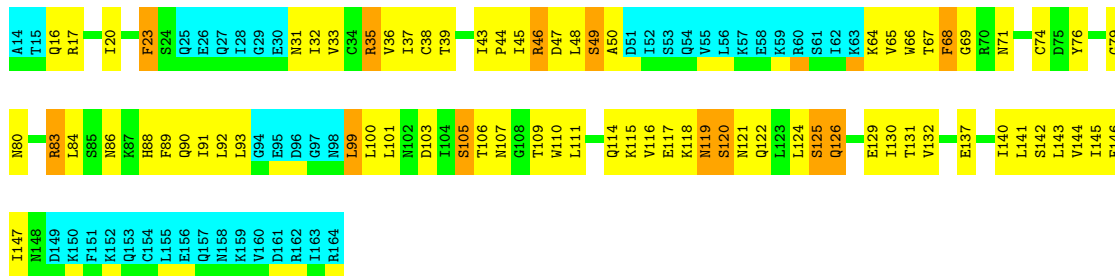 A14 T15 Q16 R17 I20 F23 S24 Q25 E26 Q27 I28 G29 E30 N31 I32 V33 C34 R35 V36 I37 C38 T39 I43 P44 I45 R46 D47 L48 S49 A50 D51 I52 S53 Q54 V55 L56 K57 E58 K59 R60 S61 I62 K63 K64 V65 W66 T67 F68 G69 R70 N71 C74 D75 Y76
N80 R83 L84 S85 N86 K87 H88 F89 Q90 I91 L92 L93 G94 E95 D96 G97 N98 L99 L100 L101 N102 D103 I104 S105 T106 N107 G108 T109 W110 L111 Q114 K115 V116 E117 K118 N119 S120 N121 Q122 L123 L124 S125 Q126 E129 I130 T131 V132 E137 I140 L141 S142 L143 V144 I145
I147 N148 D149 K150 F151 K152 Q153 C154 L155 E156 Q157 N158 K159 V160 D161 R162 I163 R164